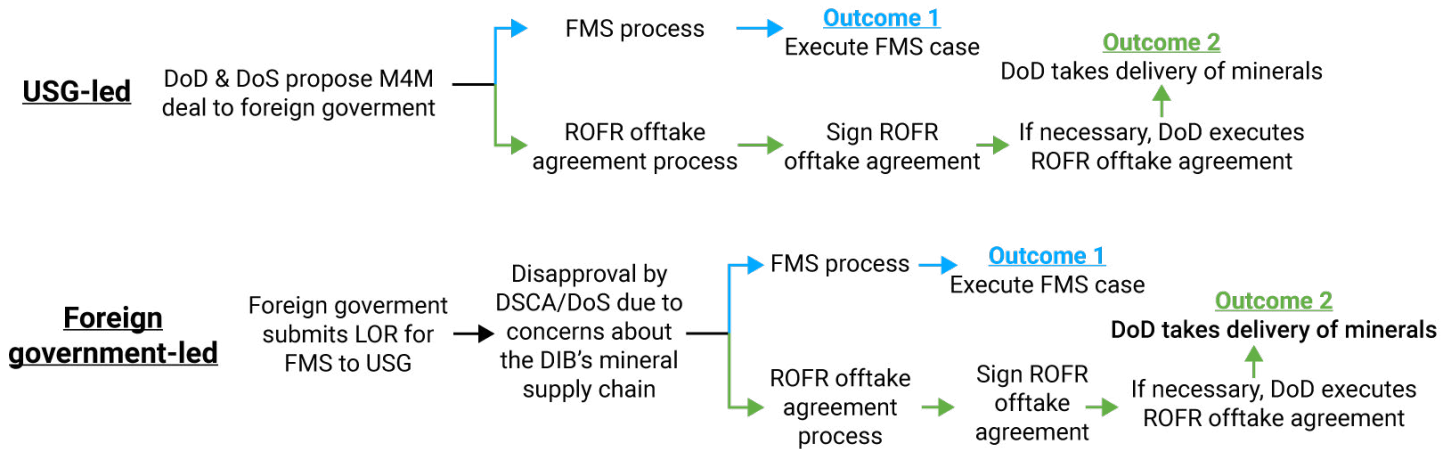 USG-led
DoD & DoS propose M4M
deal to foreign goverment
FMS process
Outcome 1
Execute FMS case
ROFR offtake
agreement process
Sign ROFR
offtake agreement
If necessary, DoD executes
ROFR offtake agreement
Outcome 2
DoD takes delivery of minerals
Foreign
government-led
Foreign goverment
submits LOR for
FMS to USG
Disapproval by
DSCA/DoS due to
concerns about
the DIB's mineral
supply chain
FMS process
Outcome 1
Execute FMS case
ROFR offtake
agreement
process
Sign ROFR
offtake
agreement
If necessary, DoD executes
ROFR offtake agreement
Outcome 2
DoD takes delivery of minerals